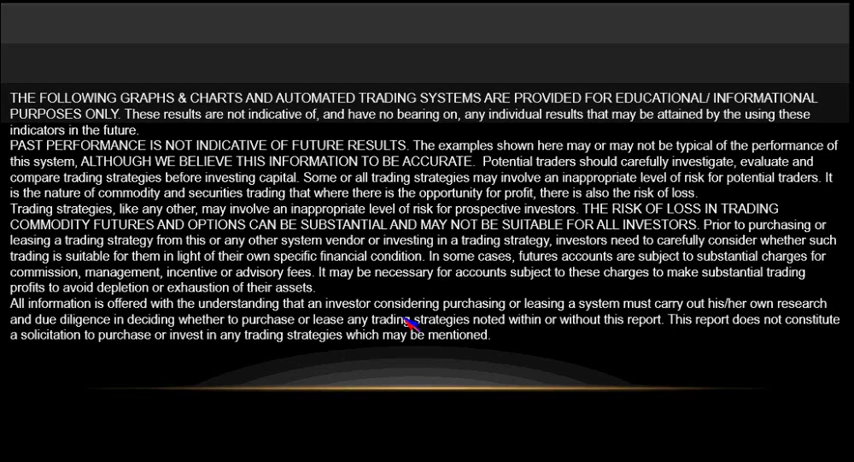 THE FOLLOWING GRAPHS & CHARTS AND AUTOMATED TRADING SYSTEMS ARE PROVIDED FOR EDUCATIONAL/ INFORMATIONAL
PURPOSES ONLY. These results are not indicative of, and have no bearing on, any individual results that may be attained by the using these
indicators in the future.
PAST PERFORMANCE IS NOT INDICATIVE OF FUTURE RESULTS. The examples shown here may or may not be typical of the performance of
this system, ALTHOUGH WE BELIEVE THIS INFORMATION TO BE ACCURATE.  Potential traders should carefully investigate, evaluate and
compare trading strategies before investing capital. Some or all trading strategies may involve an inappropriate level of risk for potential traders. It
is the nature of commodity and securities trading that where there is the opportunity for profit, there is also the risk of loss.
Trading strategies, like any other, may involve an inappropriate level of risk for prospective investors. THE RISK OF LOSS IN TRADING
COMMODITY FUTURES AND OPTIONS CAN BE SUBSTANTIAL AND MAY NOT BE SUITABLE FOR ALL INVESTORS. Prior to purchasing or
leasing a trading strategy from this or any other system vendor or investing in a trading strategy, investors need to carefully consider whether such
trading is suitable for them in light of their own specific financial condition. In some cases, futures accounts are subject to substantial charges for
commission, management, incentive or advisory fees. It may be necessary for accounts subject to these charges to make substantial trading
profits to avoid depletion or exhaustion of their assets.
All information is offered with the understanding that an investor considering purchasing or leasing a system must carry out his/her own research
and due diligence in deciding whether to purchase or lease any trading strategies noted within or without this report. This report does not constitute
a solicitation to purchase or invest in any trading strategies which may be mentioned.